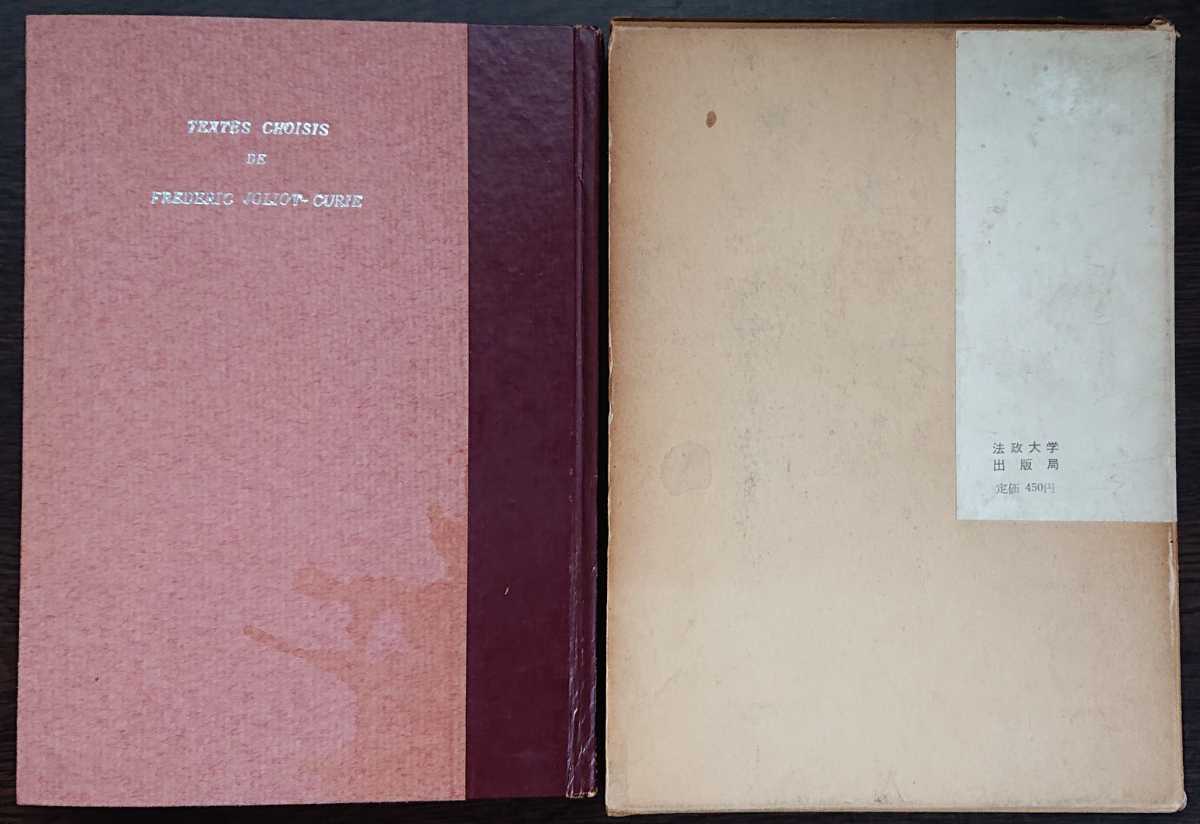 TEXTES CHOISIS
DE
FREDERIC JOLIOT-CURIE
法政大学
出版局
定価 450円